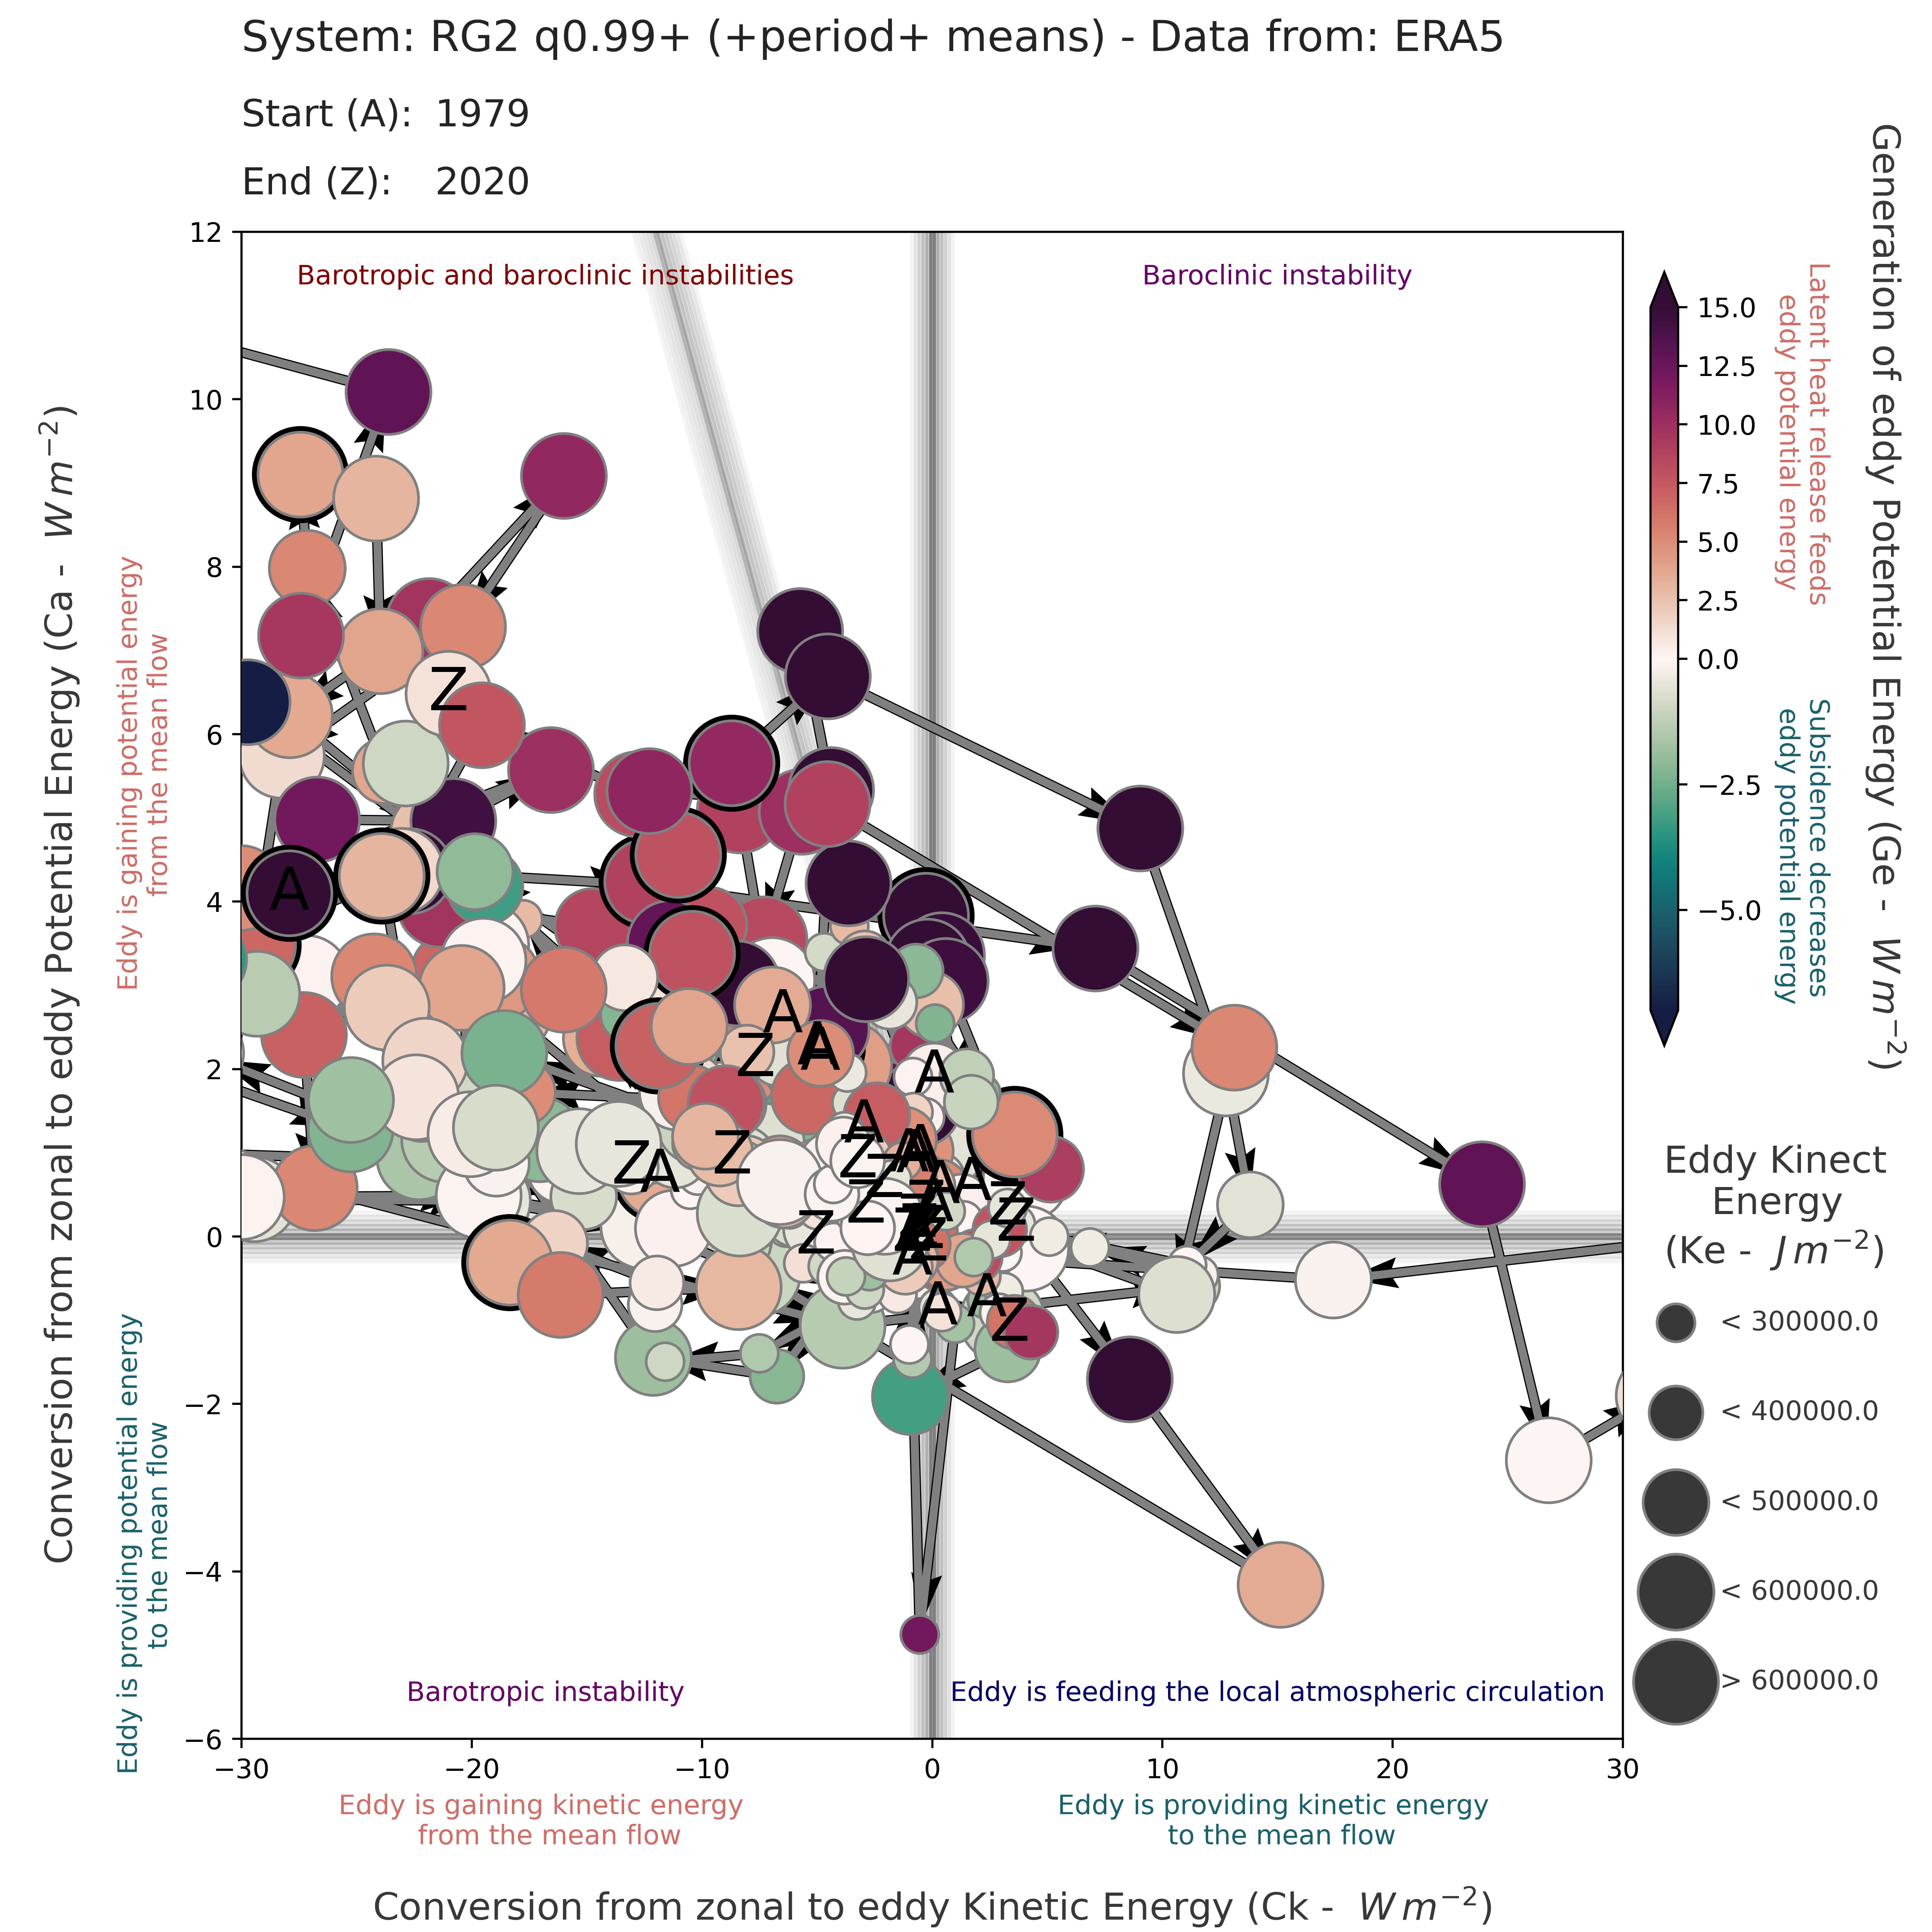 System: RG2 q0.99+ (+period+ means) - Data from: ERA5
Start (A): 1979
End (Z): 2020
Conversion from zonal to eddy Potential Energy (Ca - W m⁻²)
Eddy is gaining potential energy
from the mean flow
Eddy is providing potential energy
to the mean flow
12
10
8
6
4
2
0
−2
−4
−6
Barotropic and baroclinic instabilities
Baroclinic instability
Z
A
A
Z
A
A
A
Z
A
Z
A
Z
A
Z
Z
Z
A
A
Z
Barotropic instability
Eddy is feeding the local atmospheric circulation
−30
−20
−10
0
10
20
30
Eddy is gaining kinetic energy
from the mean flow
Eddy is providing kinetic energy
to the mean flow
Conversion from zonal to eddy Kinetic Energy (Ck - W m⁻²)
15.0
12.5
10.0
7.5
5.0
2.5
0.0
−2.5
−5.0
Latent heat release feeds
eddy potential energy
Subsidence decreases
eddy potential energy
Generation of eddy Potential Energy (Ge - W m⁻²)
Eddy Kinect
Energy
(Ke - J m⁻²)
< 300000.0
< 400000.0
< 500000.0
< 600000.0
> 600000.0